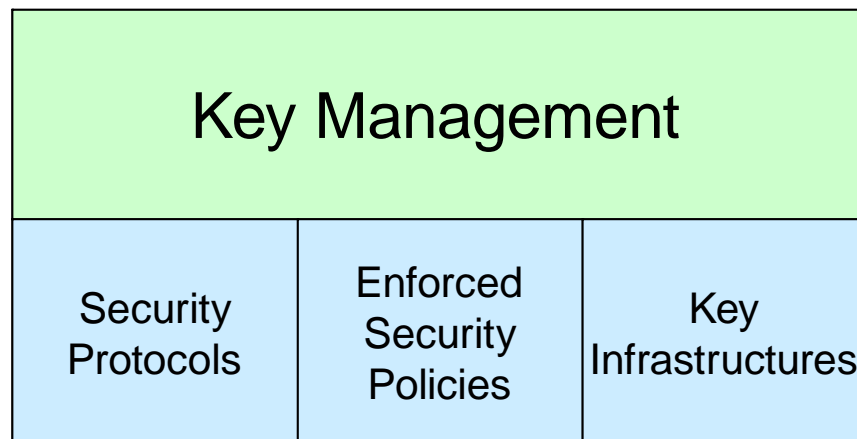 Key Management
Security
Protocols
Enforced
Security
Policies
Key
Infrastructures